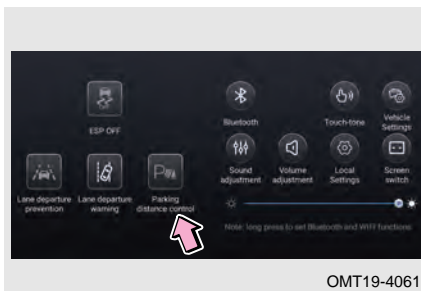 ESP OFF
Bluetooth
Touch-tone
Vehicle
Settings
Lane departure
prevention
Lane departure
warning
Parking
distance control
Sound
adjustment
Volume
adjustment
Local
Settings
Screen
switch
Note: long press to set Bluetooth and WIFI functions
OMT19-4061